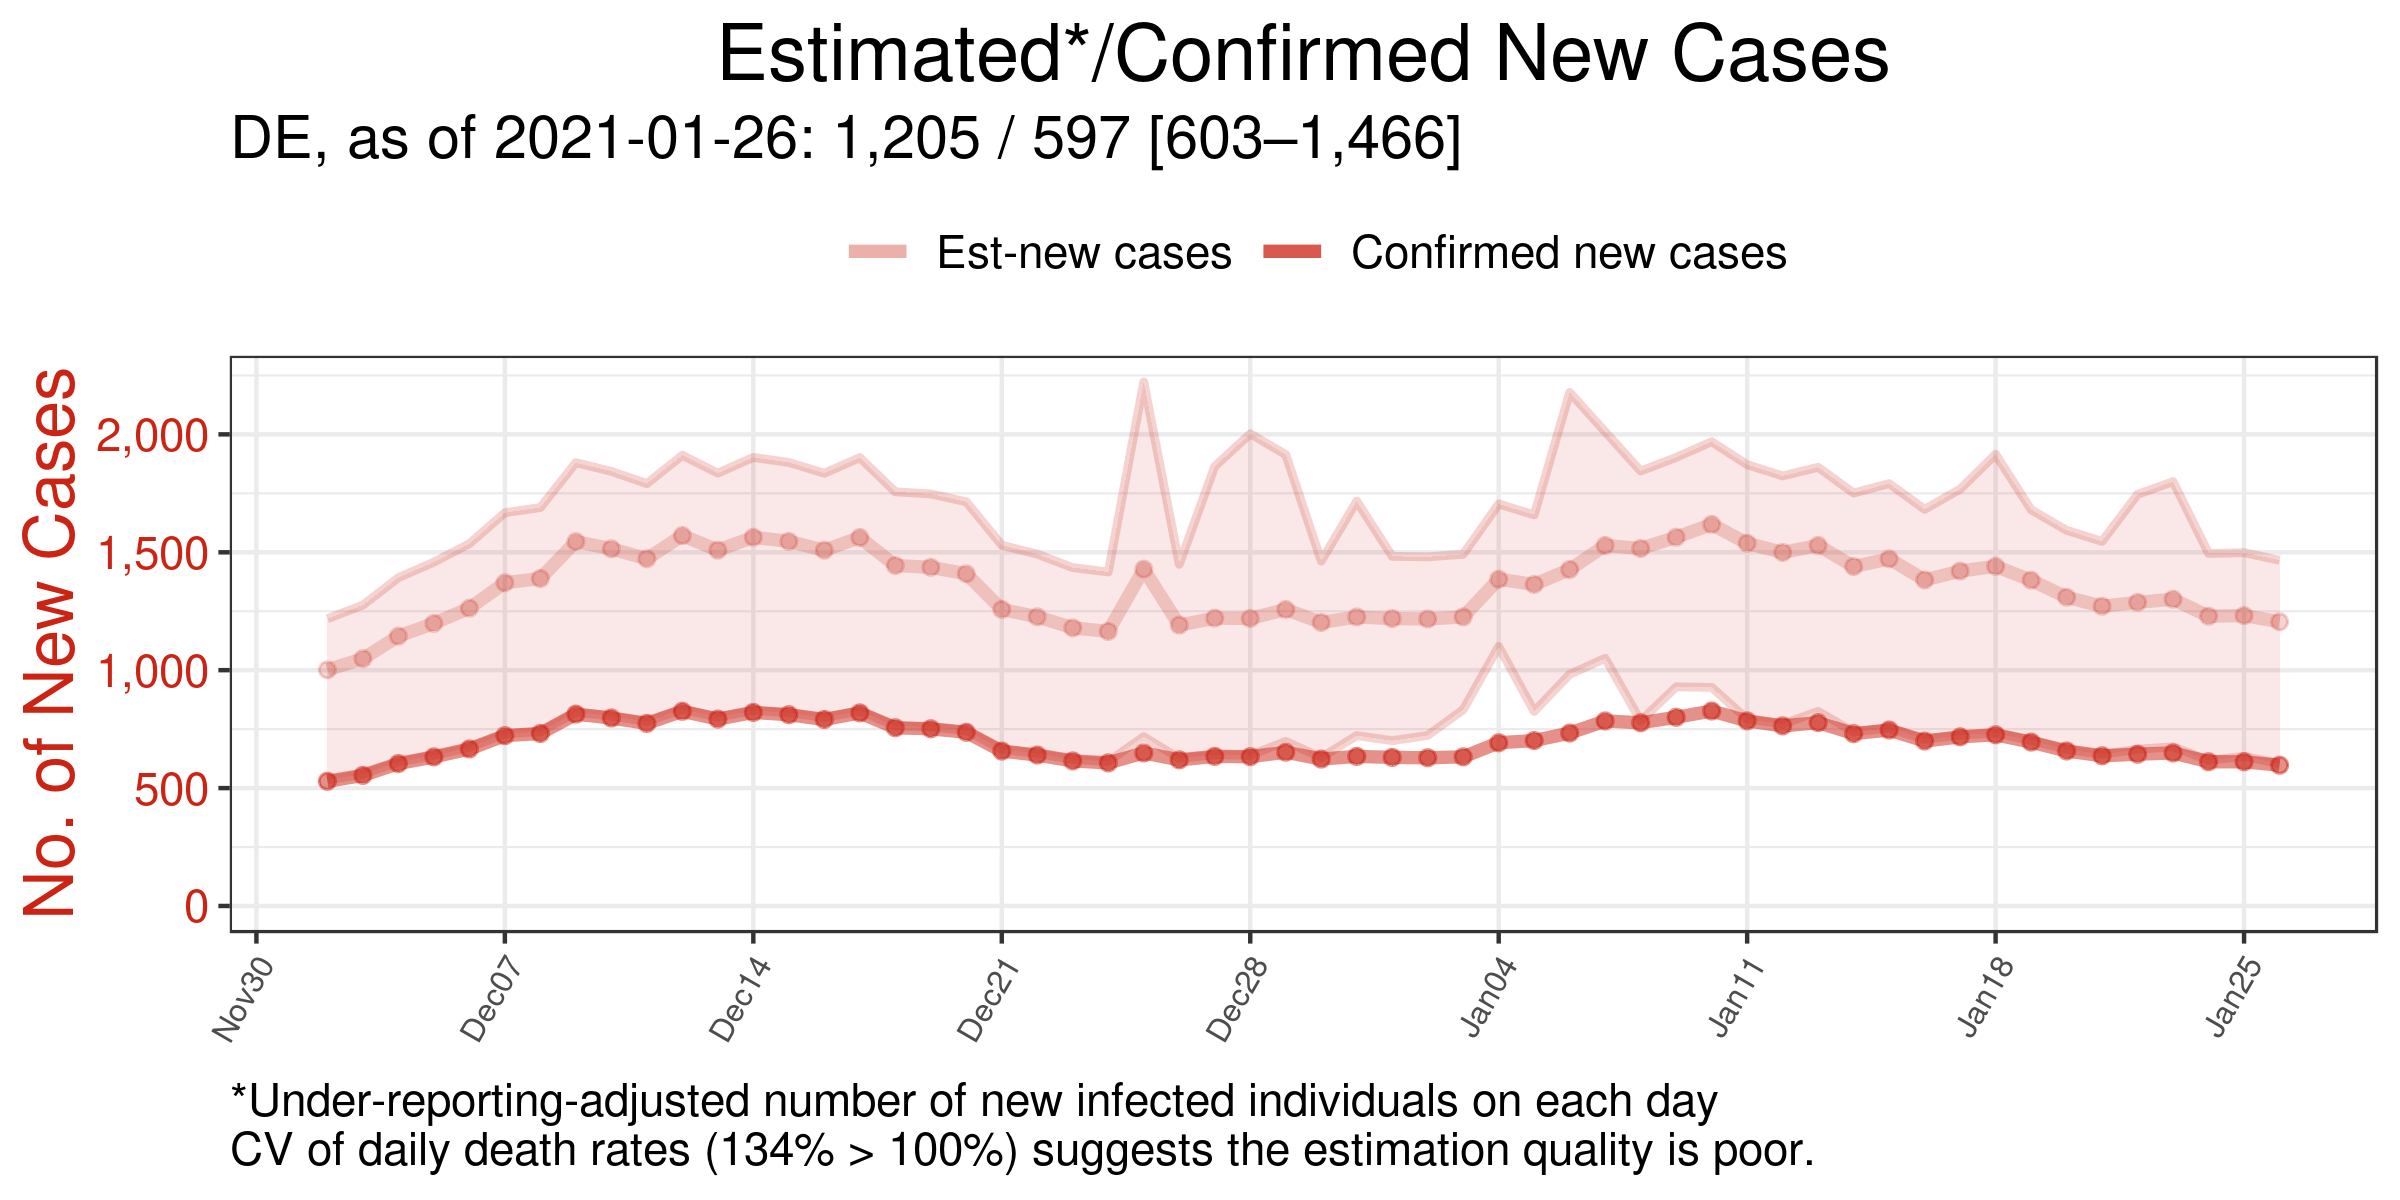 Estimated*/Confirmed New Cases
DE, as of 2021-01-26: 1,205 / 597 [603–1,466]
Est-new cases
Confirmed new cases
No. of New Cases
2,000
1,500
1,000
500
0
Nov30
Dec07
Dec14
Dec21
Dec28
Jan04
Jan11
Jan18
Jan25
*Under-reporting-adjusted number of new infected individuals on each day
CV of daily death rates (134% > 100%) suggests the estimation quality is poor.